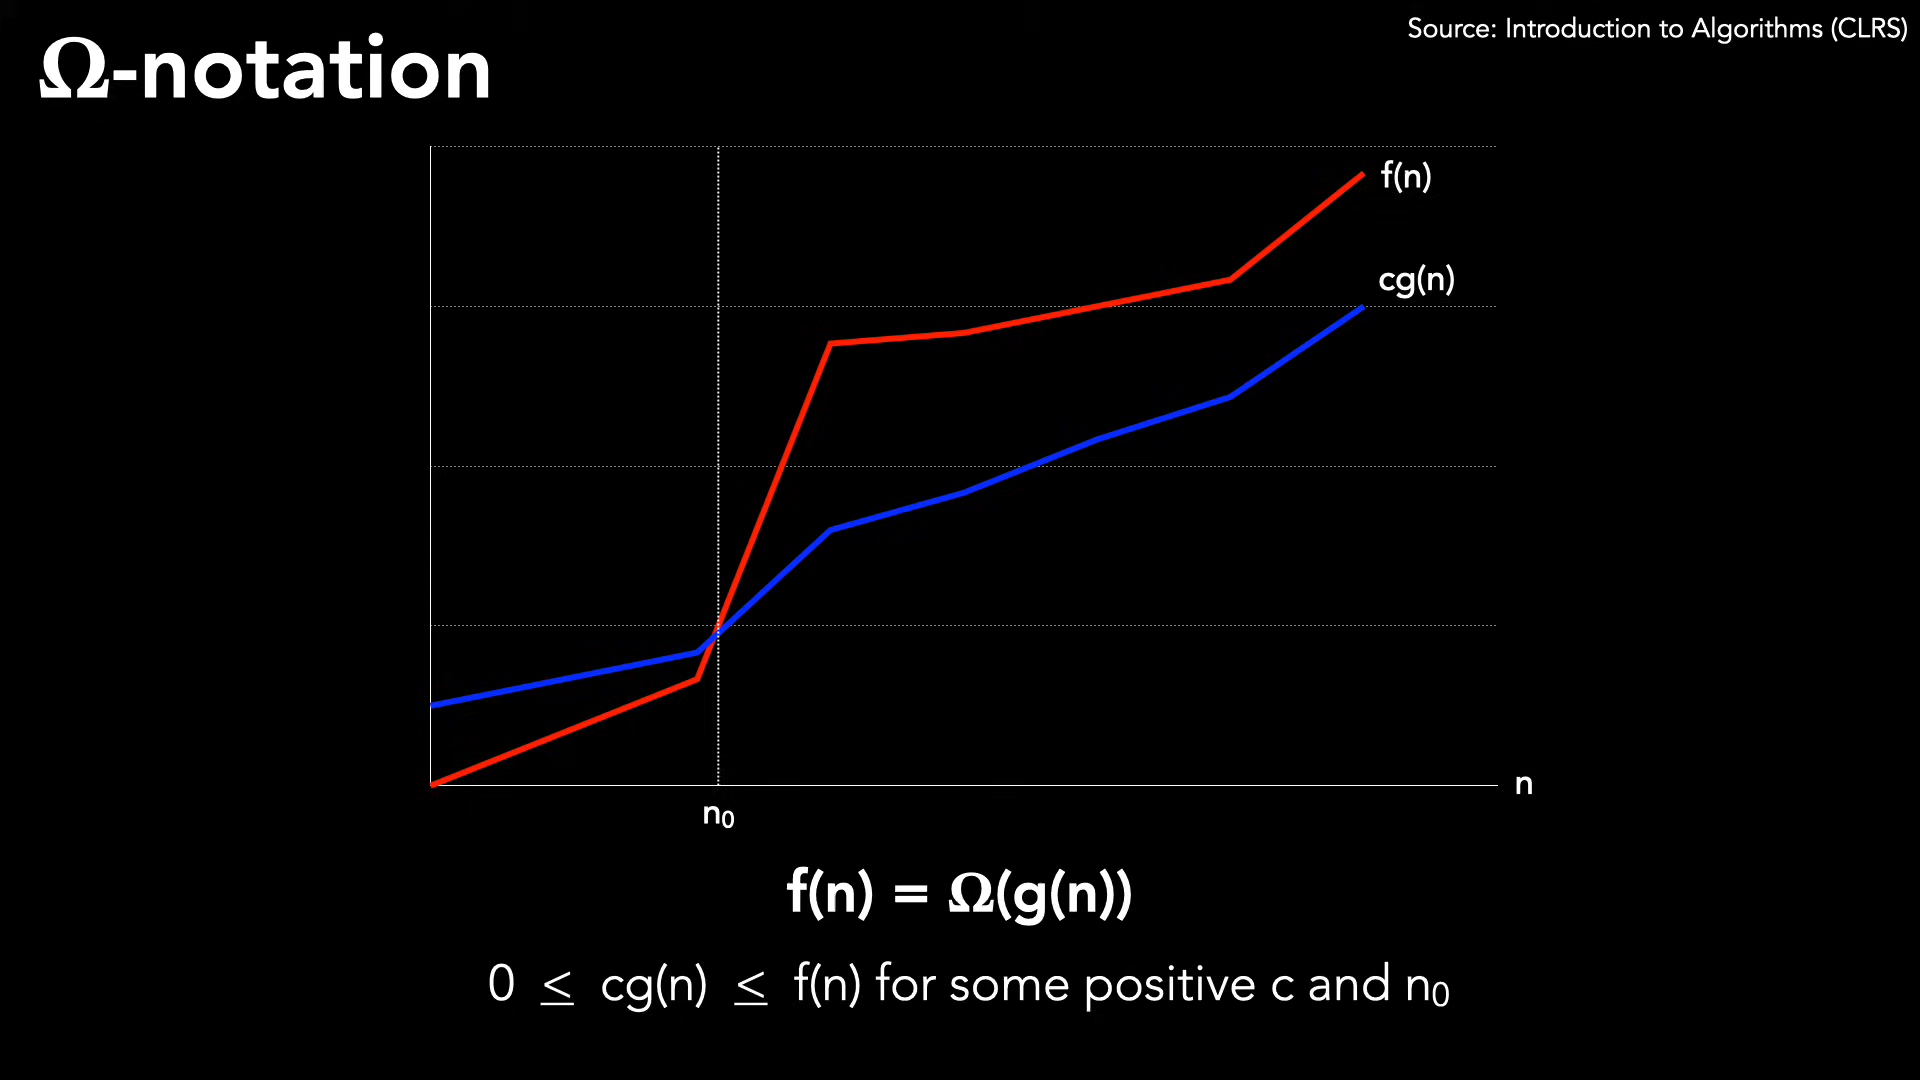 Source: Introduction to Algorithms (CLRS)
Ω-notation
f(n)
cg(n)
n
n₀
f(n) = Ω(g(n))
0 ≤ cg(n) ≤ f(n) for some positive c and n₀